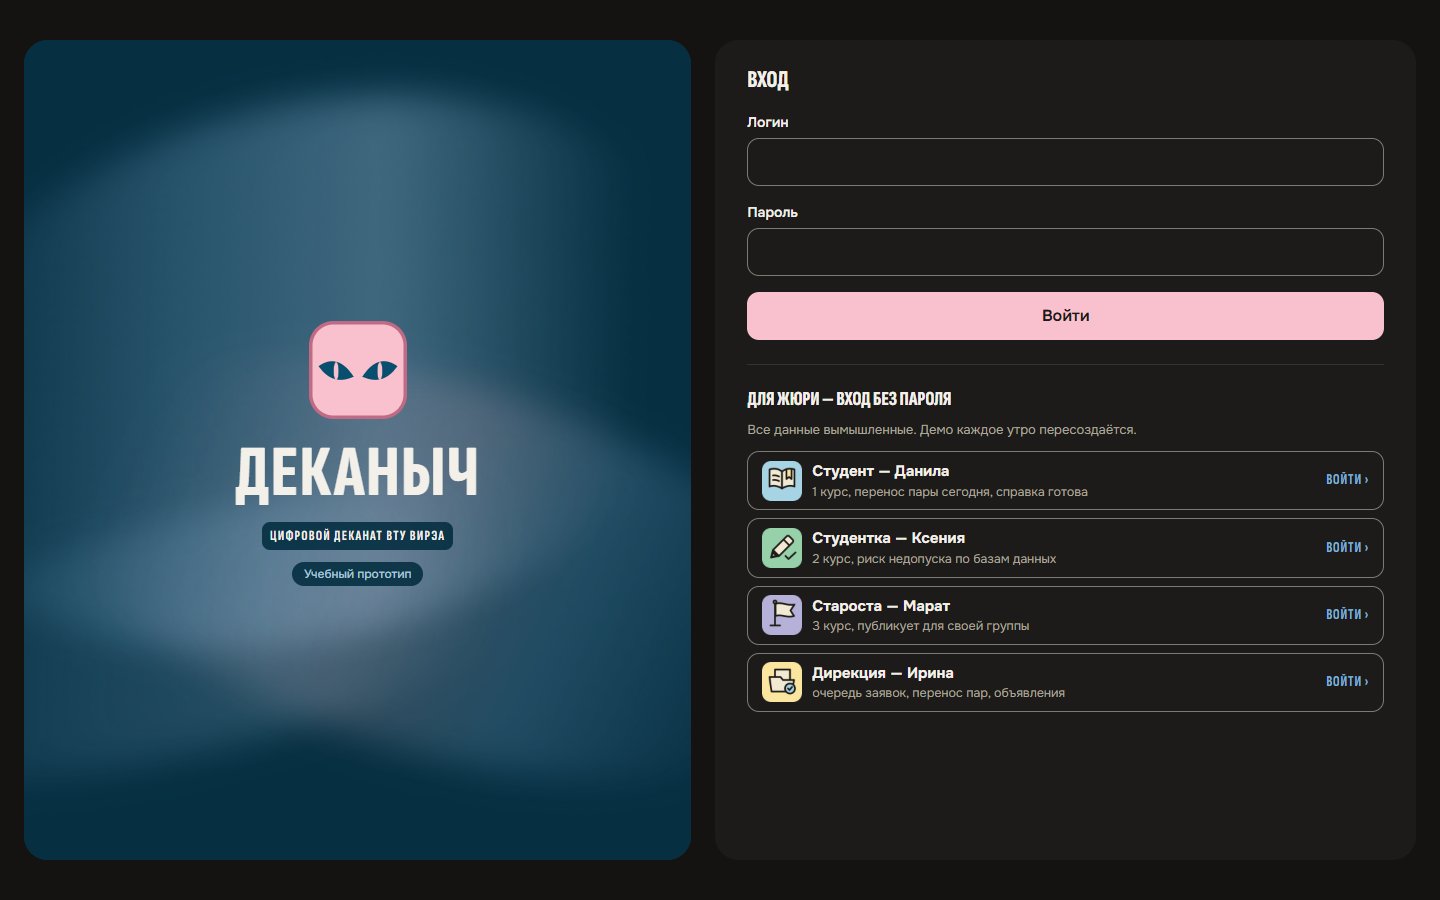 ДЕКАНЫЧ
ЦИФРОВОЙ ДЕКАНАТ ВТУ ВИРЭА
Учебный прототип
ВХОД
Логин
Пароль
Войти
ДЛЯ ЖЮРИ — ВХОД БЕЗ ПАРОЛЯ
Все данные вымышленные. Демо каждое утро пересоздаётся.
Студент — Данила
1 курс, перенос пары сегодня, справка готова
ВОЙТИ ›
Студентка — Ксения
2 курс, риск недопуска по базам данных
ВОЙТИ ›
Староста — Марат
3 курс, публикует для своей группы
ВОЙТИ ›
Дирекция — Ирина
очередь заявок, перенос пар, объявления
ВОЙТИ ›